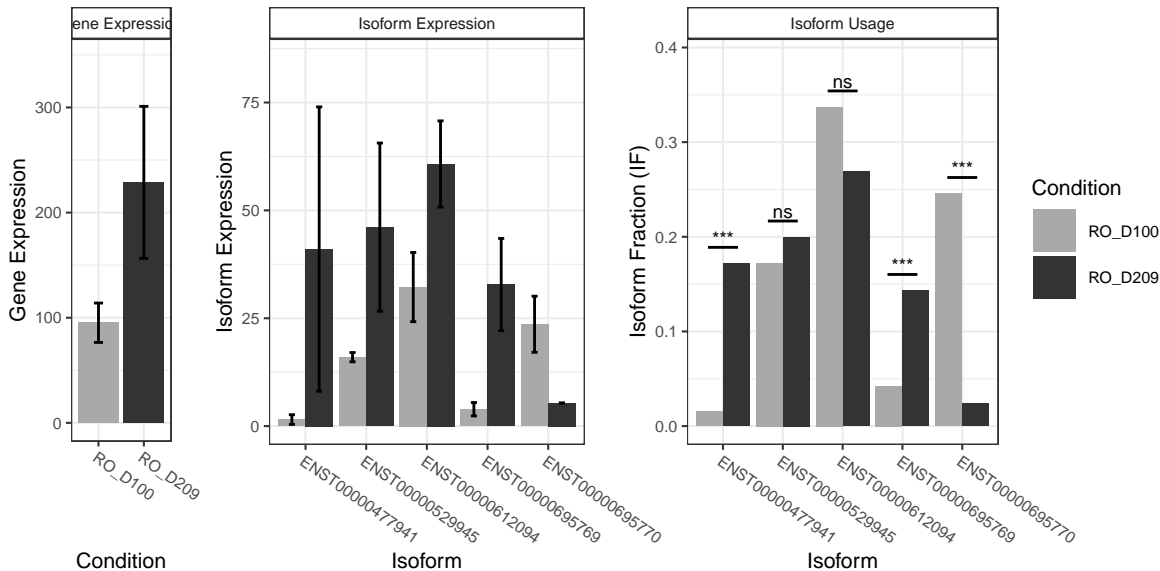 ene Expressio
Gene Expression
300
200
100
0
RO_D100
RO_D209
Condition
Isoform Expression
Isoform Expression
75
50
25
0
ENST00000477941
ENST00000529945
ENST00000612094
ENST00000695769
ENST00000695770
Isoform
Isoform Usage
Isoform Fraction (IF)
0.4
0.3
0.2
0.1
0.0
***
ns
ns
***
***
ENST00000477941
ENST00000529945
ENST00000612094
ENST00000695769
ENST00000695770
Isoform
Condition
RO_D100
RO_D209